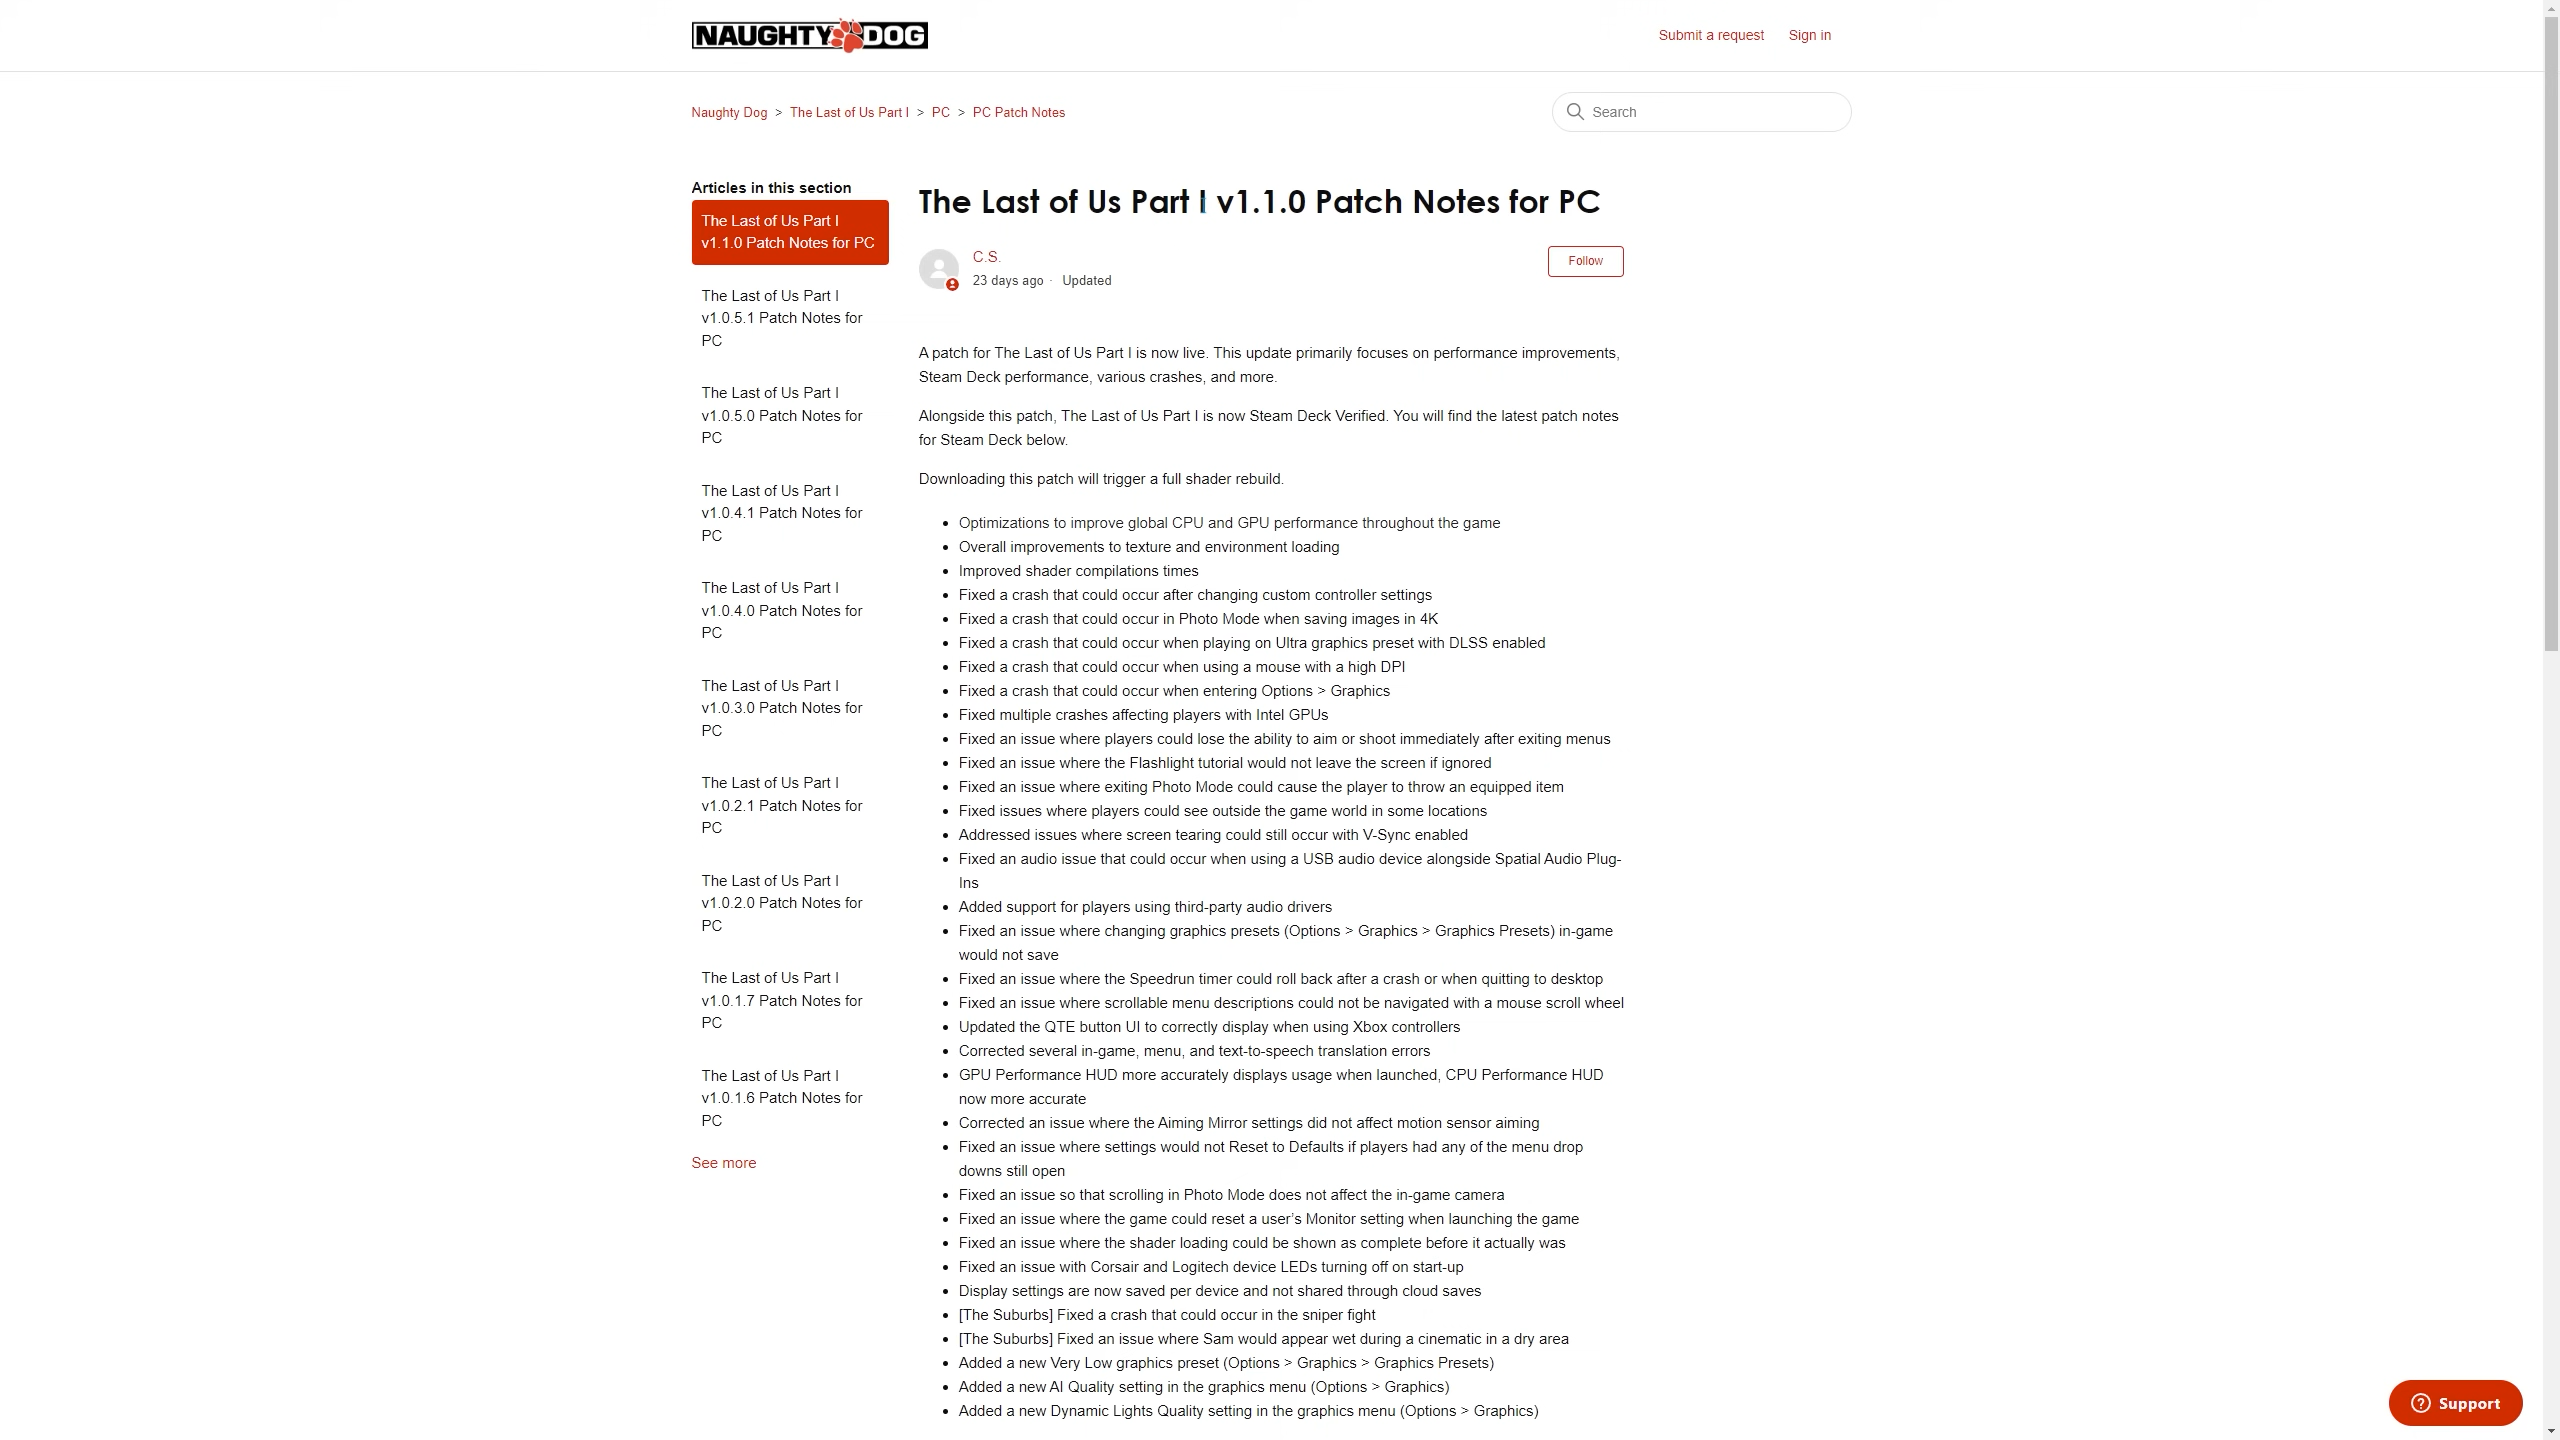 NAUGHTY DOG
Submit a request
Sign in
Naughty Dog > The Last of Us Part I > PC > PC Patch Notes
Search
Articles in this section
The Last of Us Part I
v1.1.0 Patch Notes for PC
The Last of Us Part I
v1.0.5.1 Patch Notes for
PC
The Last of Us Part I
v1.0.5.0 Patch Notes for
PC
The Last of Us Part I
v1.0.4.1 Patch Notes for
PC
The Last of Us Part I
v1.0.4.0 Patch Notes for
PC
The Last of Us Part I
v1.0.3.0 Patch Notes for
PC
The Last of Us Part I
v1.0.2.1 Patch Notes for
PC
The Last of Us Part I
v1.0.2.0 Patch Notes for
PC
The Last of Us Part I
v1.0.1.7 Patch Notes for
PC
The Last of Us Part I
v1.0.1.6 Patch Notes for
PC
See more
The Last of Us Part I v1.1.0 Patch Notes for PC
C.S.
23 days ago · Updated
Follow
A patch for The Last of Us Part I is now live. This update primarily focuses on performance improvements,
Steam Deck performance, various crashes, and more.
Alongside this patch, The Last of Us Part I is now Steam Deck Verified. You will find the latest patch notes
for Steam Deck below.
Downloading this patch will trigger a full shader rebuild.
• Optimizations to improve global CPU and GPU performance throughout the game
• Overall improvements to texture and environment loading
• Improved shader compilations times
• Fixed a crash that could occur after changing custom controller settings
• Fixed a crash that could occur in Photo Mode when saving images in 4K
• Fixed a crash that could occur when playing on Ultra graphics preset with DLSS enabled
• Fixed a crash that could occur when using a mouse with a high DPI
• Fixed a crash that could occur when entering Options > Graphics
• Fixed multiple crashes affecting players with Intel GPUs
• Fixed an issue where players could lose the ability to aim or shoot immediately after exiting menus
• Fixed an issue where the Flashlight tutorial would not leave the screen if ignored
• Fixed an issue where exiting Photo Mode could cause the player to throw an equipped item
• Fixed issues where players could see outside the game world in some locations
• Addressed issues where screen tearing could still occur with V-Sync enabled
• Fixed an audio issue that could occur when using a USB audio device alongside Spatial Audio Plug-
Ins
• Added support for players using third-party audio drivers
• Fixed an issue where changing graphics presets (Options > Graphics > Graphics Presets) in-game
would not save
• Fixed an issue where the Speedrun timer could roll back after a crash or when quitting to desktop
• Fixed an issue where scrollable menu descriptions could not be navigated with a mouse scroll wheel
• Updated the QTE button UI to correctly display when using Xbox controllers
• Corrected several in-game, menu, and text-to-speech translation errors
• GPU Performance HUD more accurately displays usage when launched, CPU Performance HUD
now more accurate
• Corrected an issue where the Aiming Mirror settings did not affect motion sensor aiming
• Fixed an issue where settings would not Reset to Defaults if players had any of the menu drop
downs still open
• Fixed an issue so that scrolling in Photo Mode does not affect the in-game camera
• Fixed an issue where the game could reset a user’s Monitor setting when launching the game
• Fixed an issue where the shader loading could be shown as complete before it actually was
• Fixed an issue with Corsair and Logitech device LEDs turning off on start-up
• Display settings are now saved per device and not shared through cloud saves
• [The Suburbs] Fixed a crash that could occur in the sniper fight
• [The Suburbs] Fixed an issue where Sam would appear wet during a cinematic in a dry area
• Added a new Very Low graphics preset (Options > Graphics > Graphics Presets)
• Added a new AI Quality setting in the graphics menu (Options > Graphics)
• Added a new Dynamic Lights Quality setting in the graphics menu (Options > Graphics)
Support